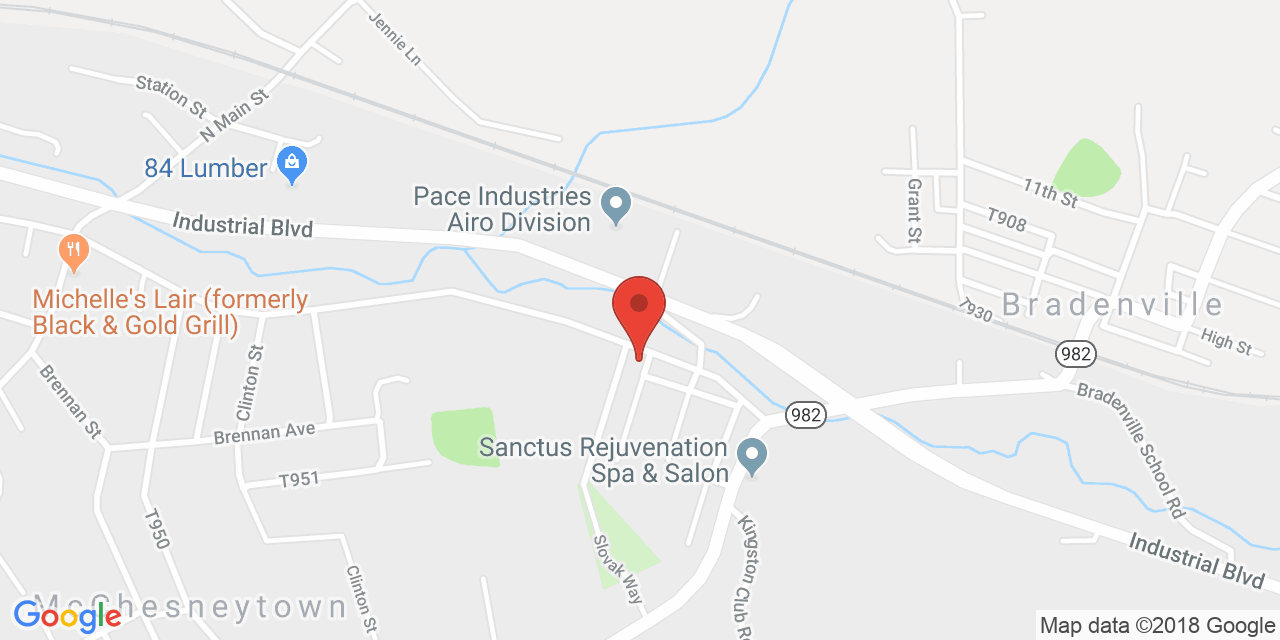 Jennie Ln
Station St
N Main St
84 Lumber
Pace Industries
Airo Division
Industrial Blvd
Grant St
11th St
T908
Michelle's Lair (formerly
Black & Gold Grill)
T930
Bradenville
High St
982
Clinton St
Brennan St
982
Bradenville School Rd
Brennan Ave
Sanctus Rejuvenation
Spa & Salon
T951
T950
Kingston Club Rd
Slovak Way
Industrial Blvd
Clinton St
McChesneytown
Google
Map data ©2018 Google